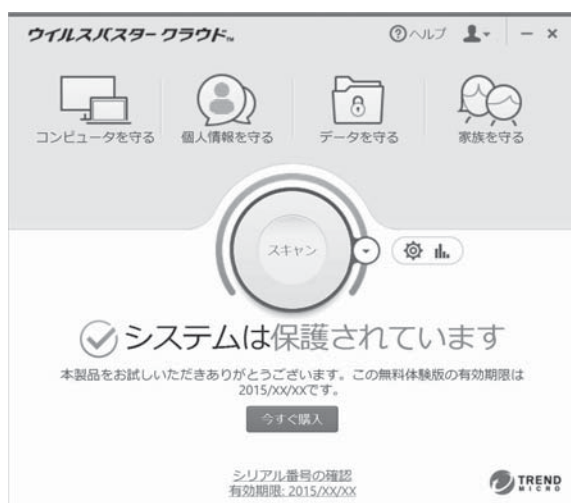 ウイルスバスター クラウド™
ヘルプ
コンピュータを守る
個人情報を守る
データを守る
家族を守る
スキャン
システムは保護されています
本製品をお試しいただきありがとうございます。この無料体験版の有効期限は
2015/XX/XXです。
今すぐ購入
シリアル番号の確認
有効期限: 2015/XX/XX
TREND
MICRO